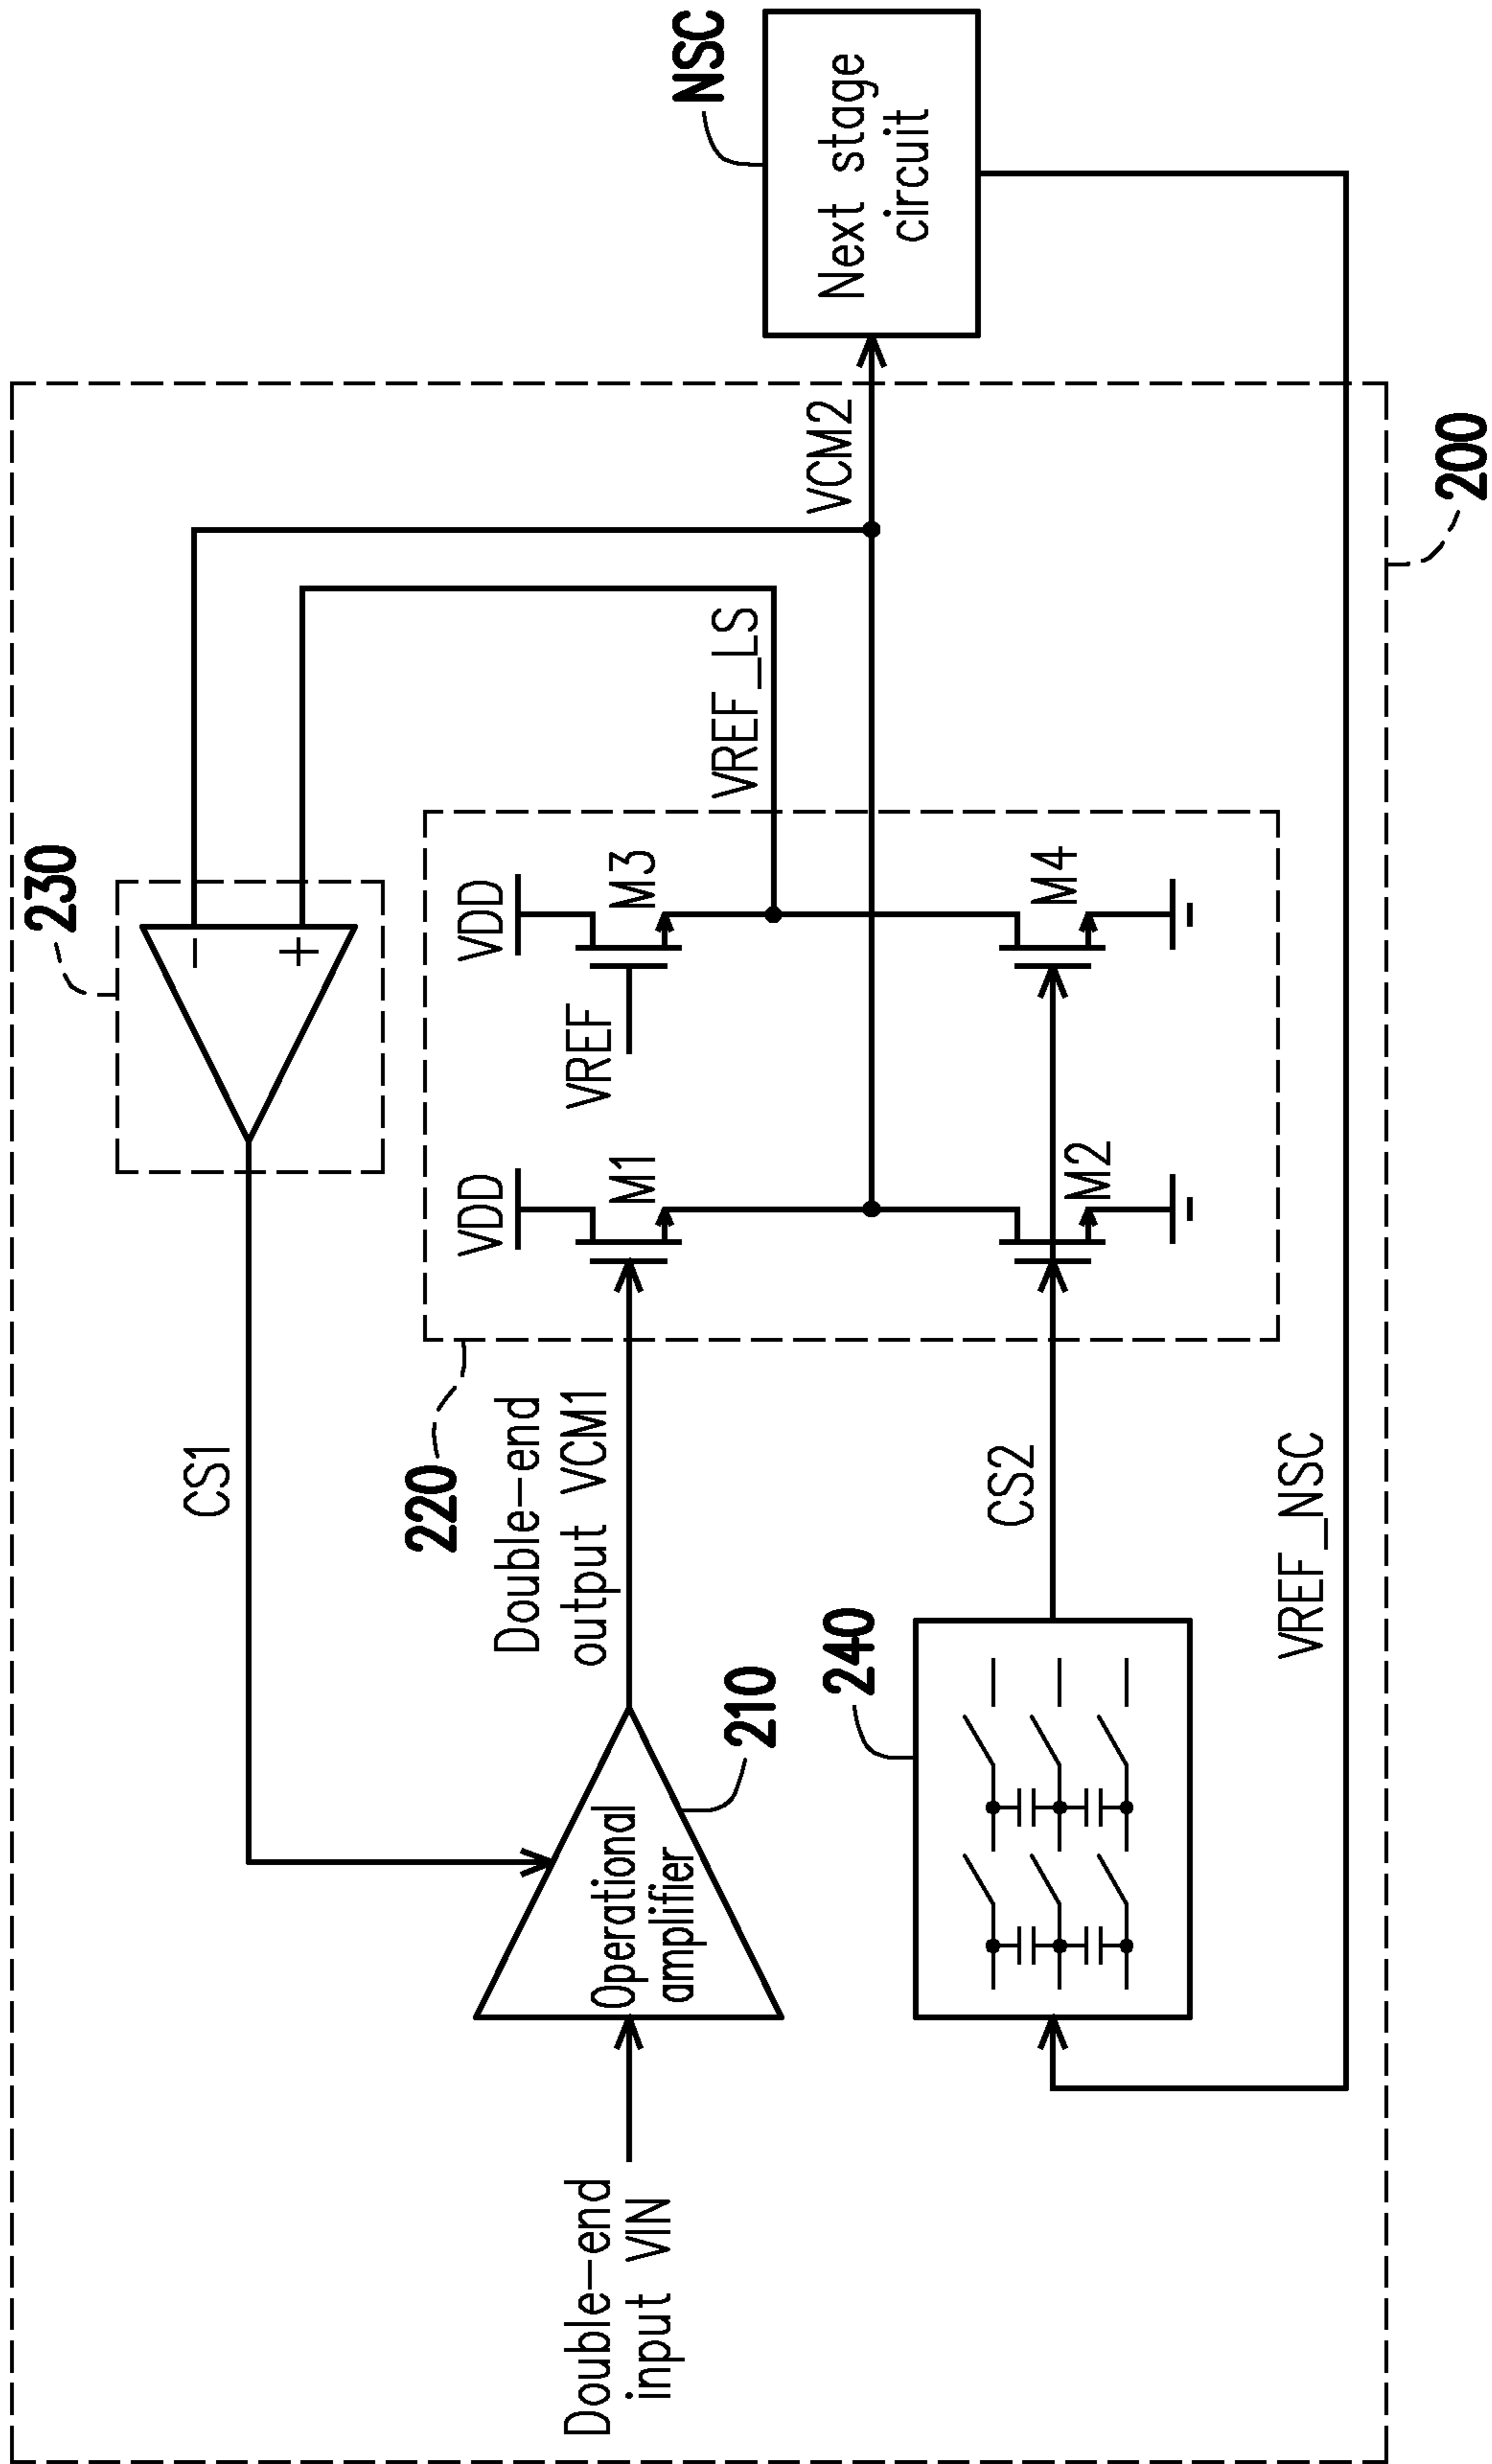 230
NSC
Next stage
circuit
CS1
VCM2
VREF_LS
220
VDD
VDD
M1
M3
VREF
Double-end
output VCM1
Double-end
input VIN
Operational
amplifier
210
M2
M4
240
CS2
VREF_NSC
200
−
+